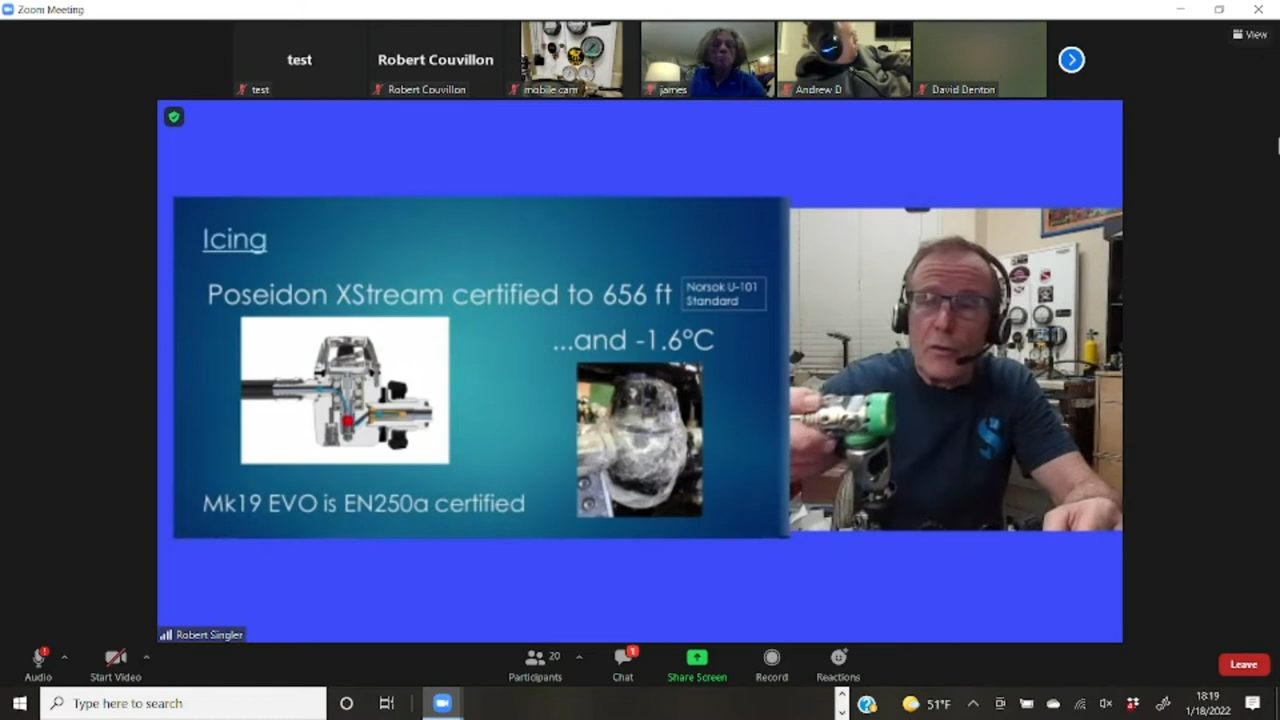 Zoom Meeting
View
test
Robert Couvillon
test
Robert Couvillon
mobile cam
james
Andrew D
David Denton
Icing
Poseidon XStream certified to 656 ft
Norsok U-101
Standard
...and -1.6°C
Mk19 EVO is EN250a certified
Robert Singler
Audio
Start Video
20
Participants
1
Chat
Share Screen
Record
Reactions
Leave
Type here to search
51°F
18:19
1/18/2022